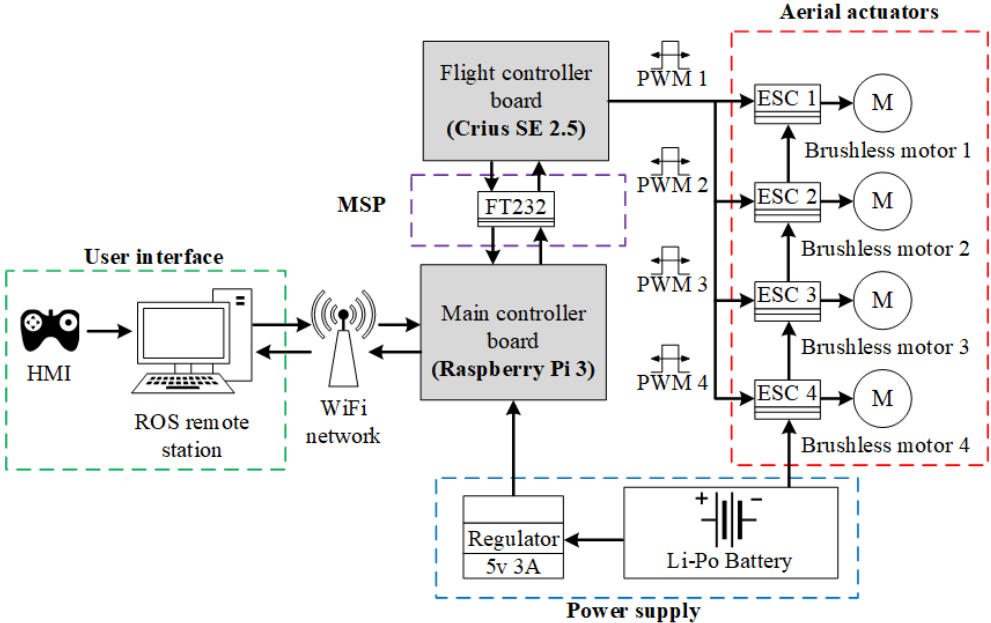 Aerial actuators
Flight controller
board
(Crius SE 2.5)
PWM 1
ESC 1
M
Brushless motor 1
MSP
FT232
PWM 2
ESC 2
M
Brushless motor 2
User interface
HMI
ROS remote
station
WiFi
network
Main controller
board
(Raspberry Pi 3)
PWM 3
ESC 3
M
Brushless motor 3
PWM 4
ESC 4
M
Brushless motor 4
Regulator
5v 3A
+ −
Li-Po Battery
Power supply